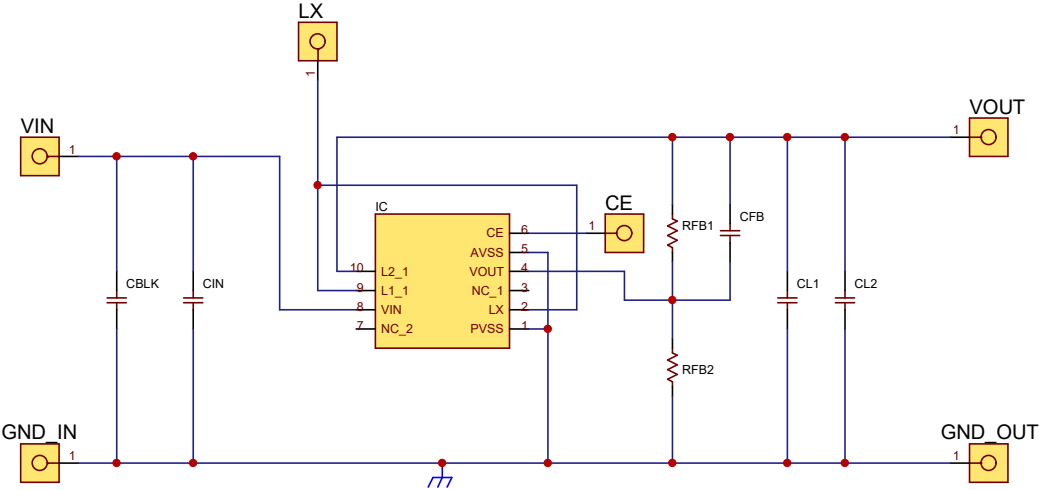 LX
1
VIN
1
VOUT
1
IC
CE
1
CE 6
AVSS 5
10 L2_1
VOUT 4
9 L1_1
NC_1 3
8 VIN
LX 2
7 NC_2
PVSS 1
RFB1
CFB
CBLK
CIN
CL1
CL2
RFB2
GND_IN
1
GND_OUT
1